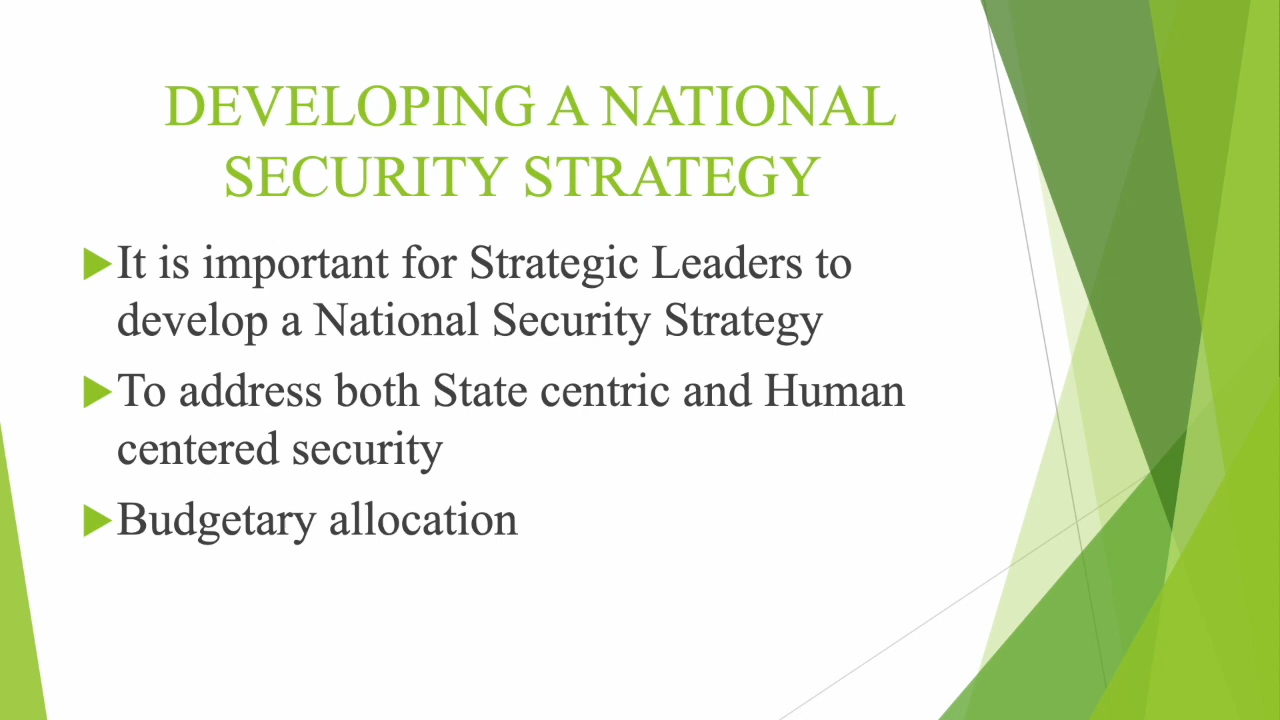 DEVELOPING A NATIONAL
SECURITY STRATEGY
It is important for Strategic Leaders to
develop a National Security Strategy
To address both State centric and Human
centered security
Budgetary allocation